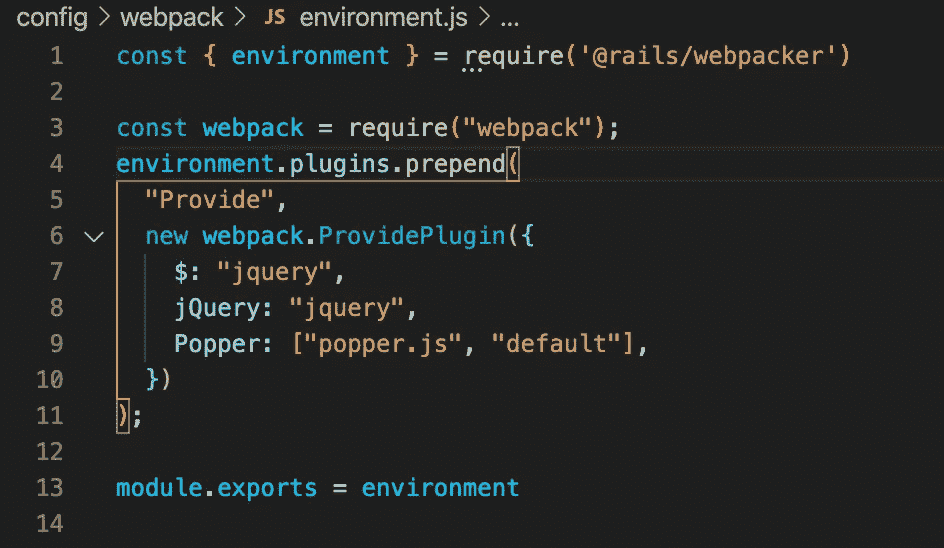 config > webpack > JS environment.js > ...
1 const { environment } = require('@rails/webpacker')
2
3 const webpack = require("webpack");
4 environment.plugins.prepend(
5   "Provide",
6   new webpack.ProvidePlugin({
7     $: "jquery",
8     jQuery: "jquery",
9     Popper: ["popper.js", "default"],
10   })
11 );
12
13 module.exports = environment
14